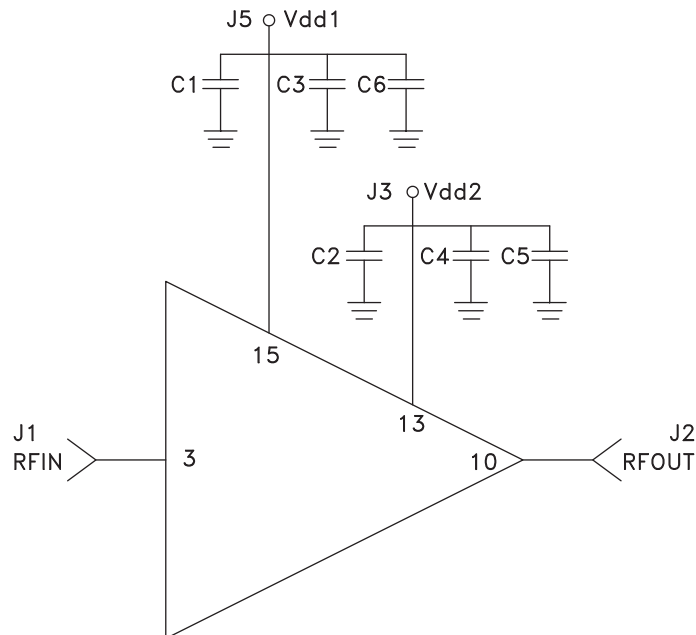 J5 Vdd1
C1 C3 C6
J3 Vdd2
C2 C4 C5
15
13
J1
RFIN
3
10
J2
RFOUT